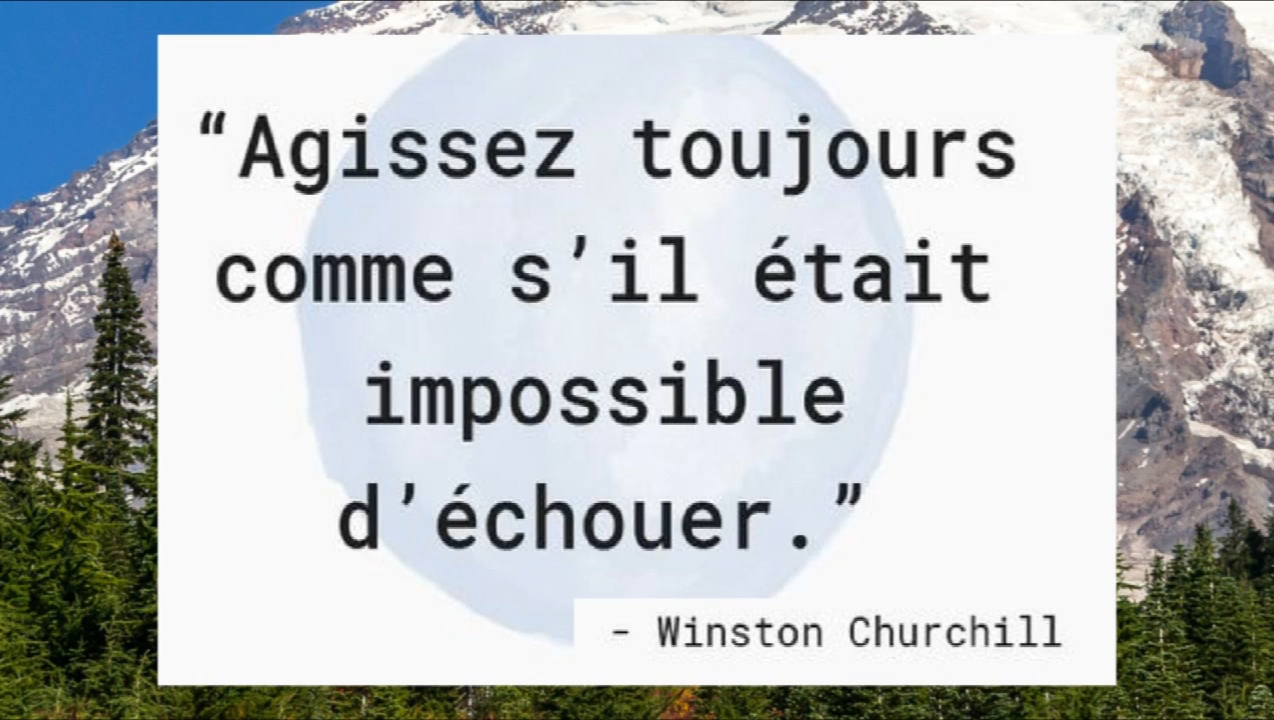 “Agissez toujours
comme s’il était
impossible
d’échouer.”
- Winston Churchill